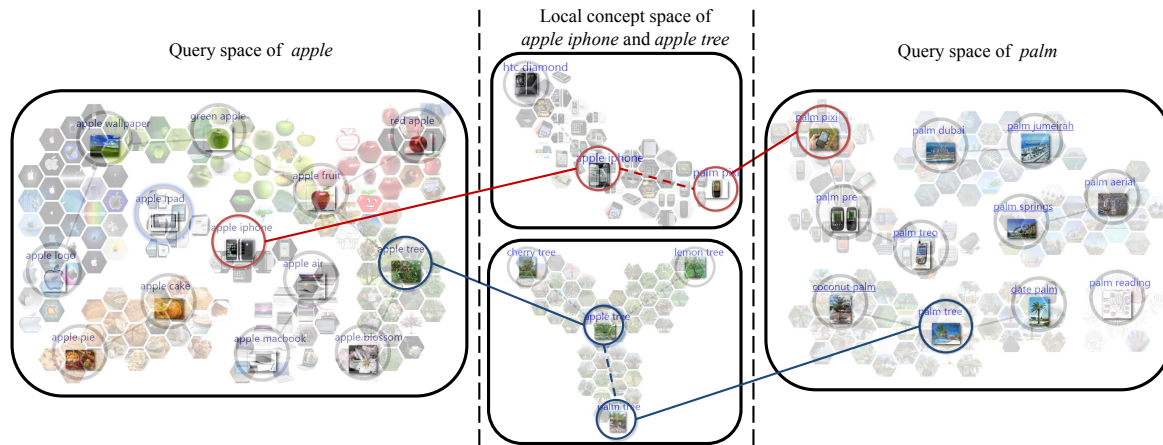 Query space of apple
Local concept space of
apple iphone and apple tree
Query space of palm
apple wallpaper
green apple
red apple
apple fruit
apple ipad
apple iphone
apple tree
apple logo
apple air
apple cake
apple pie
apple macbook
apple blossom
htc diamond
apple iphone
palm pixi
cherry tree
lemon tree
apple tree
palm tree
palm pixi
palm dubai
palm jumeirah
palm pre
palm aerial
palm springs
palm treo
coconut palm
palm tree
date palm
palm reading